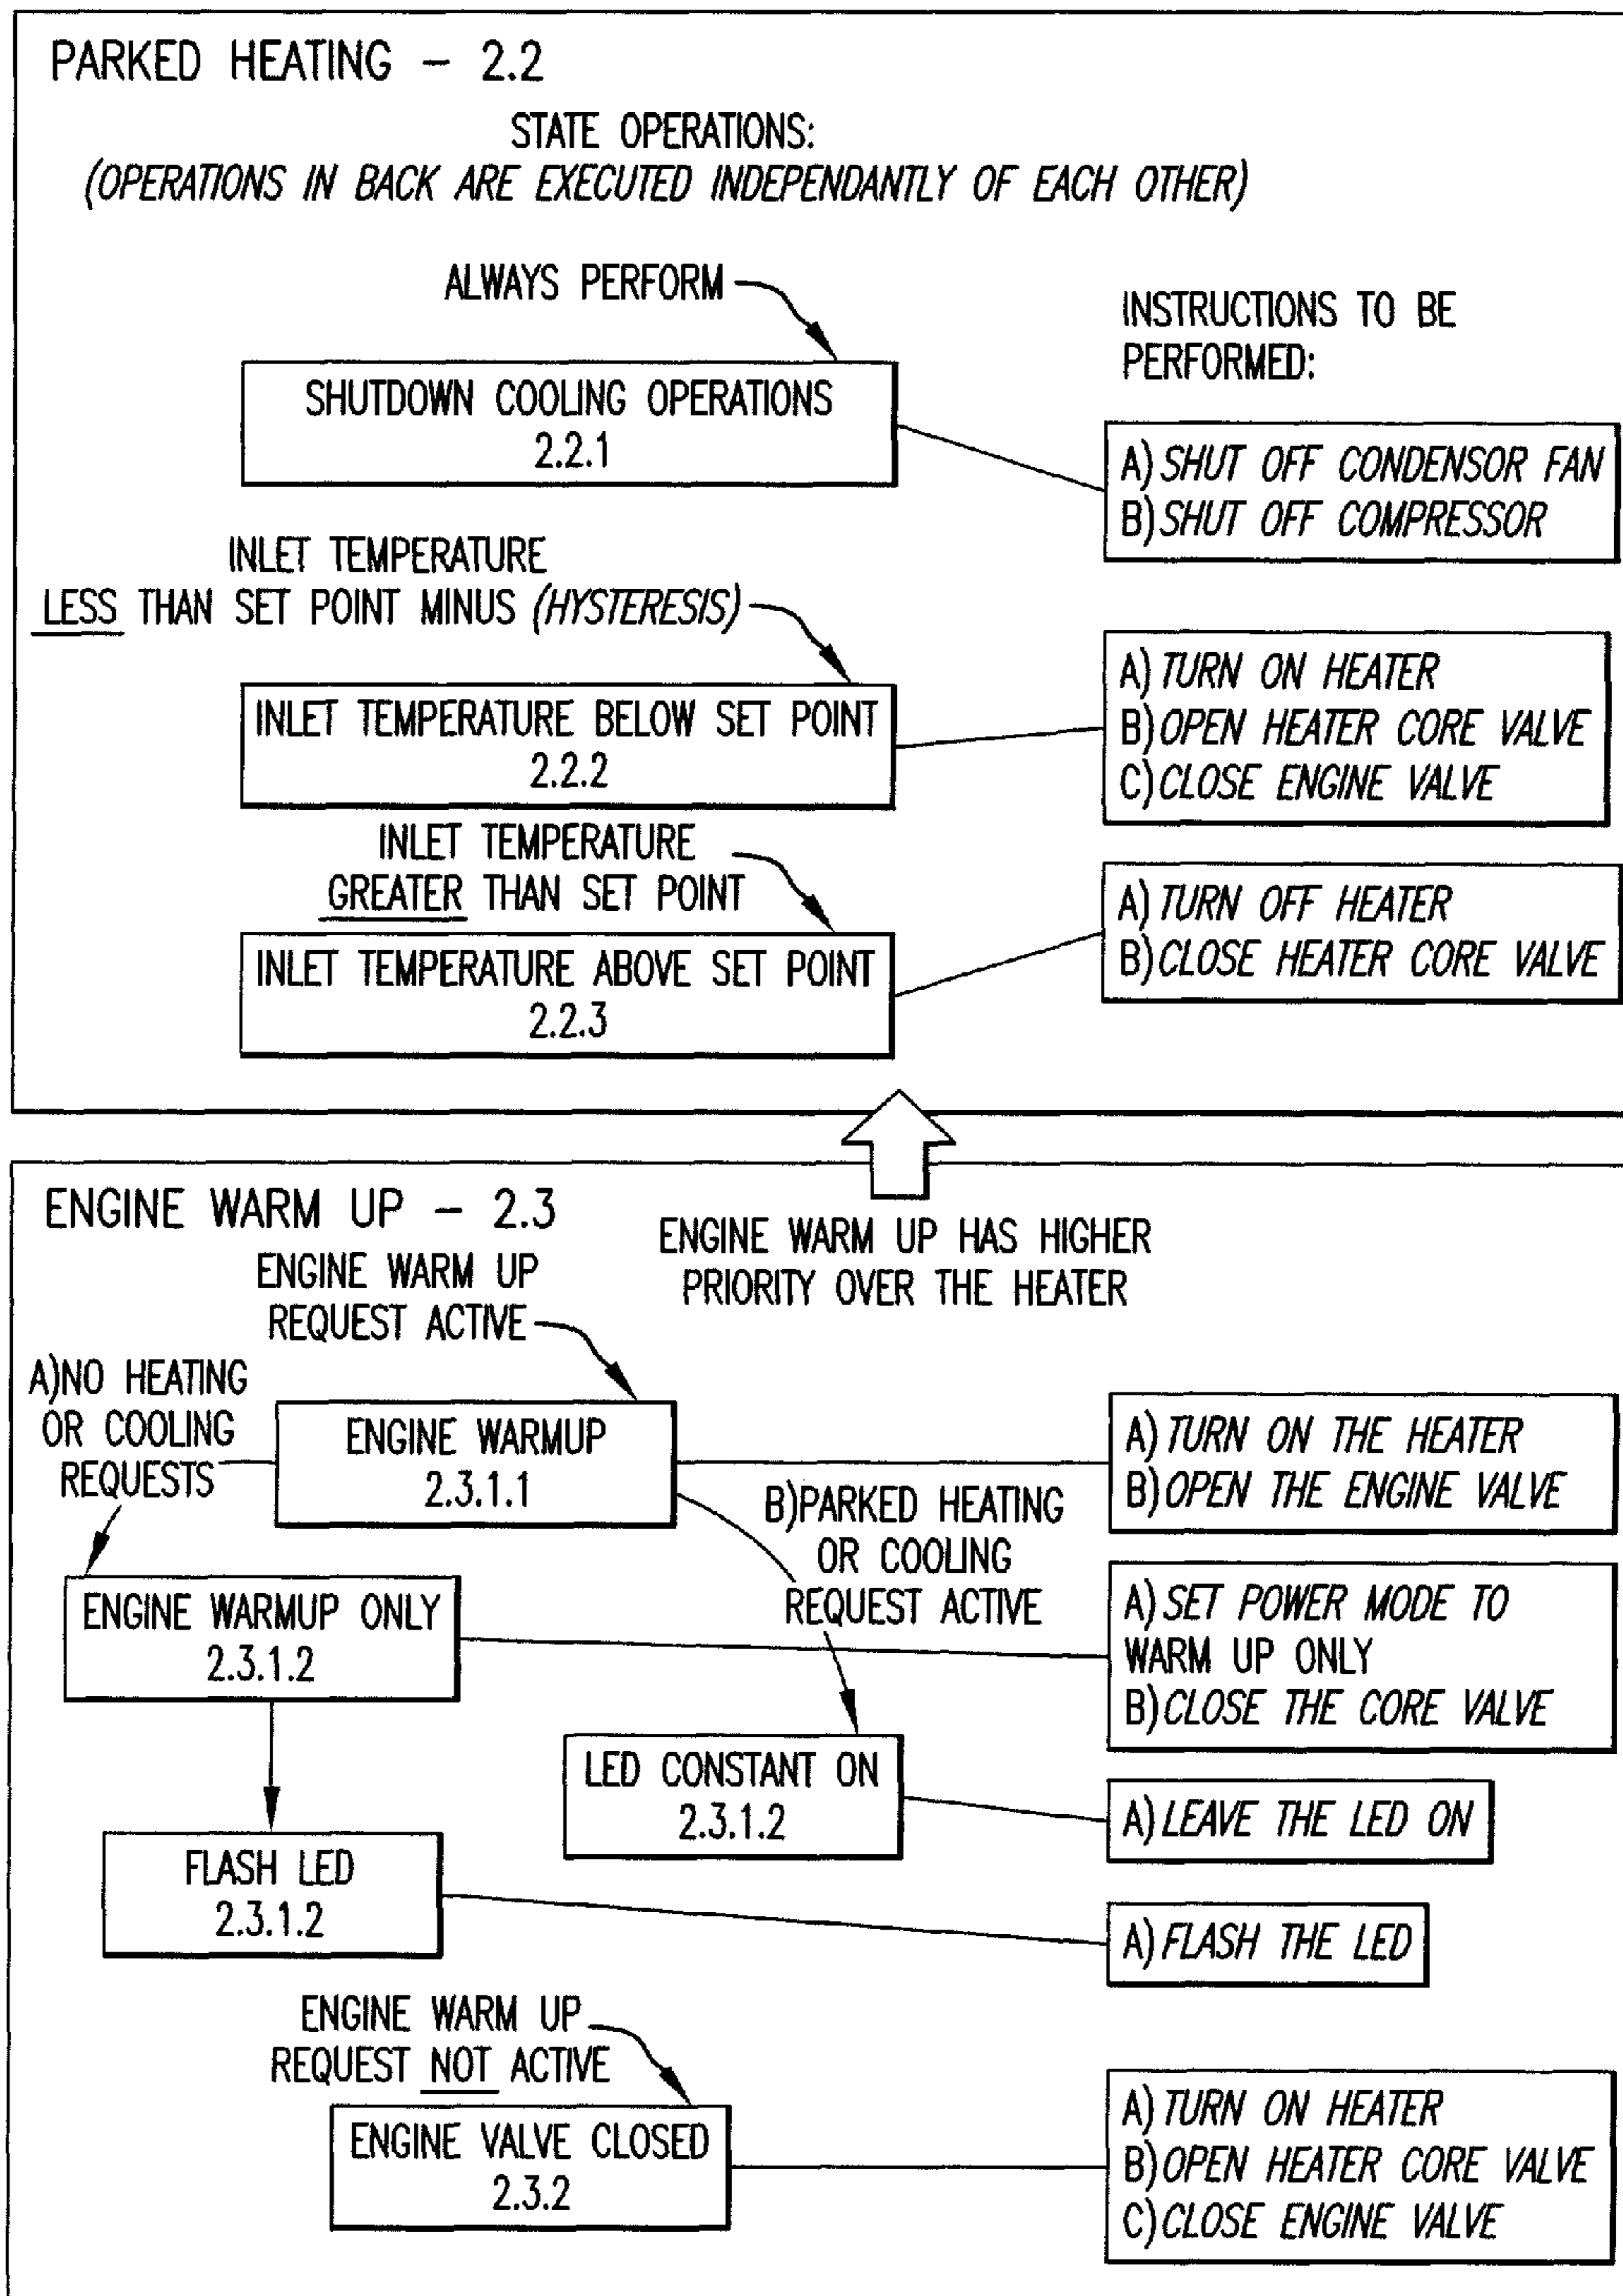 PARKED HEATING – 2.2
STATE OPERATIONS:
(OPERATIONS IN BACK ARE EXECUTED INDEPENDANTLY OF EACH OTHER)
ALWAYS PERFORM
INSTRUCTIONS TO BE
PERFORMED:
SHUTDOWN COOLING OPERATIONS
2.2.1
A) SHUT OFF CONDENSOR FAN
B) SHUT OFF COMPRESSOR
INLET TEMPERATURE
LESS THAN SET POINT MINUS (HYSTERESIS)
INLET TEMPERATURE BELOW SET POINT
2.2.2
A) TURN ON HEATER
B) OPEN HEATER CORE VALVE
C) CLOSE ENGINE VALVE
INLET TEMPERATURE
GREATER THAN SET POINT
INLET TEMPERATURE ABOVE SET POINT
2.2.3
A) TURN OFF HEATER
B) CLOSE HEATER CORE VALVE
ENGINE WARM UP – 2.3
ENGINE WARM UP HAS HIGHER
PRIORITY OVER THE HEATER
ENGINE WARM UP
REQUEST ACTIVE
A)NO HEATING
OR COOLING
REQUESTS
ENGINE WARMUP
2.3.1.1
A) TURN ON THE HEATER
B) OPEN THE ENGINE VALVE
B)PARKED HEATING
OR COOLING
REQUEST ACTIVE
ENGINE WARMUP ONLY
2.3.1.2
A) SET POWER MODE TO
WARM UP ONLY
B) CLOSE THE CORE VALVE
LED CONSTANT ON
2.3.1.2
A) LEAVE THE LED ON
FLASH LED
2.3.1.2
A) FLASH THE LED
ENGINE WARM UP
REQUEST NOT ACTIVE
ENGINE VALVE CLOSED
2.3.2
A) TURN ON HEATER
B) OPEN HEATER CORE VALVE
C) CLOSE ENGINE VALVE